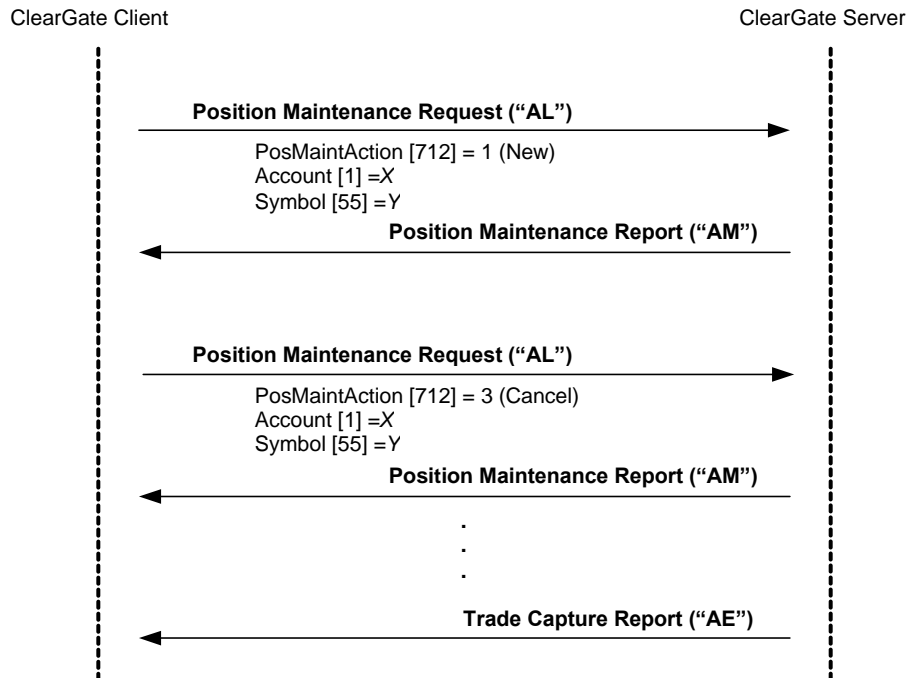 ClearGate Client
ClearGate Server
Position Maintenance Request (“AL”)
PosMaintAction [712] = 1 (New)
Account [1] =X
Symbol [55] =Y
Position Maintenance Report (“AM”)
Position Maintenance Request (“AL”)
PosMaintAction [712] = 3 (Cancel)
Account [1] =X
Symbol [55] =Y
Position Maintenance Report (“AM”)
.
.
.
Trade Capture Report (“AE”)